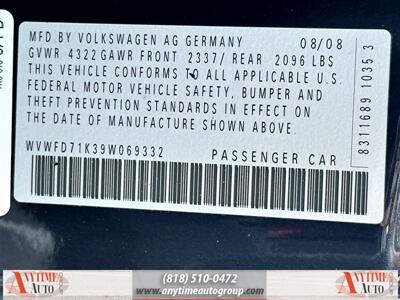 MFD BY VOLKSWAGEN AG GERMANY 08/08
GVWR 4322 GAWR FRONT 2337/ REAR 2096 LBS
THIS VEHICLE CONFORMS TO ALL APPLICABLE U.S.
FEDERAL MOTOR VEHICLE SAFETY, BUMPER AND
THEFT PREVENTION STANDARDS IN EFFECT ON
THE DATE OF MANUFACTURE SHOWN ABOVE.
WVWFD71K39W069332 PASSENGER CAR
8311689 1035 3
ANYTIME
AUTO
(818) 510-0472
www.anytimeautogroup.com
ANYTIME
AUTO